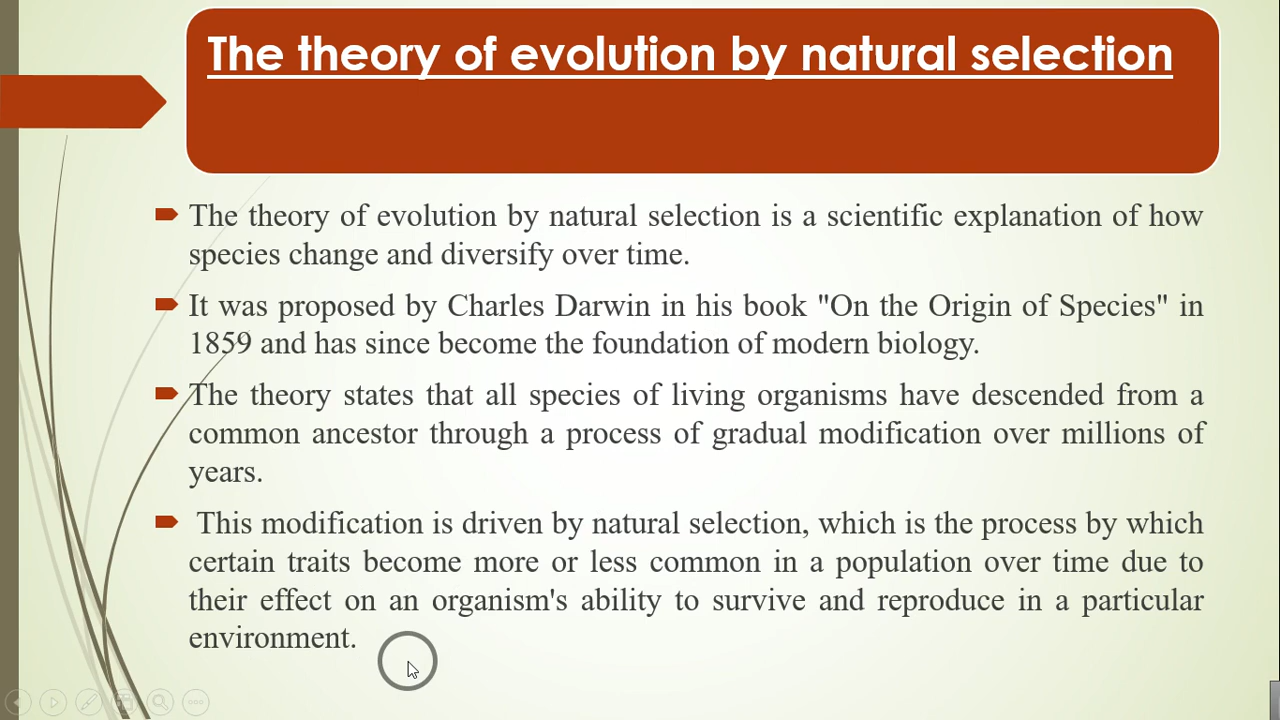 The theory of evolution by natural selection
The theory of evolution by natural selection is a scientific explanation of how
species change and diversify over time.
It was proposed by Charles Darwin in his book "On the Origin of Species" in
1859 and has since become the foundation of modern biology.
The theory states that all species of living organisms have descended from a
common ancestor through a process of gradual modification over millions of
years.
This modification is driven by natural selection, which is the process by which
certain traits become more or less common in a population over time due to
their effect on an organism's ability to survive and reproduce in a particular
environment.